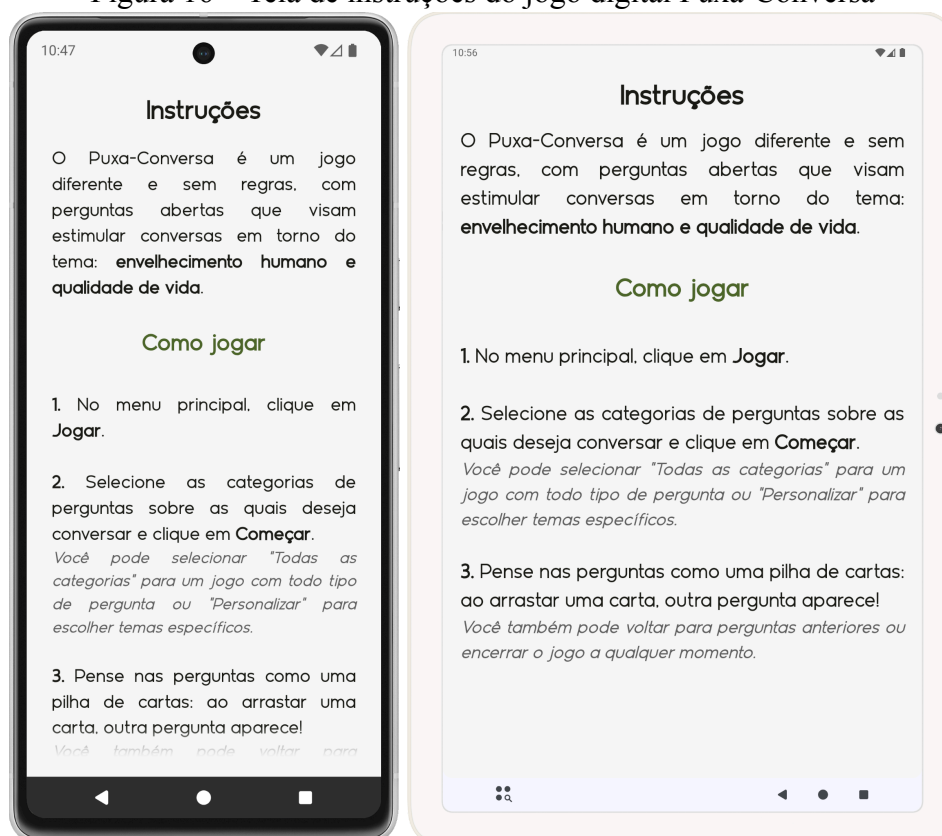 Figura 16 – Tela de instruções do jogo digital Puxa-Conversa
10:47
Instruções
O Puxa-Conversa é um jogo
diferente e sem regras, com
perguntas abertas que visam
estimular conversas em torno do
tema: envelhecimento humano e
qualidade de vida.
Como jogar
1. No menu principal, clique em
Jogar.
2. Selecione as categorias de
perguntas sobre as quais deseja
conversar e clique em Começar.
Você pode selecionar "Todas as
categorias" para um jogo com todo tipo
de pergunta ou "Personalizar" para
escolher temas específicos.
3. Pense nas perguntas como uma
pilha de cartas: ao arrastar uma
carta, outra pergunta aparece!
Você também pode voltar para
10:56
Instruções
O Puxa-Conversa é um jogo diferente e sem
regras, com perguntas abertas que visam
estimular conversas em torno do tema:
envelhecimento humano e qualidade de vida.
Como jogar
1. No menu principal, clique em Jogar.
2. Selecione as categorias de perguntas sobre as
quais deseja conversar e clique em Começar.
Você pode selecionar "Todas as categorias" para um
jogo com todo tipo de pergunta ou "Personalizar" para
escolher temas específicos.
3. Pense nas perguntas como uma pilha de cartas:
ao arrastar uma carta, outra pergunta aparece!
Você também pode voltar para perguntas anteriores ou
encerrar o jogo a qualquer momento.